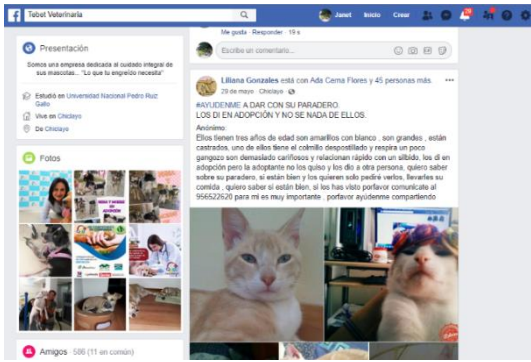 Tebet Veterinaria
Janet Inicio Crear
Presentación
Somos una empresa dedicada al cuidado integral de
sus mascotas... "Lo que tu engreído necesita"
Estudió en Universidad Nacional Pedro Ruiz
Gallo
Vive en Chiclayo
De Chiclayo
Fotos
Amigos · 586 (11 en común)
Me gusta · Responder · 19 s
Escribe un comentario...
Liliana Gonzales está con Ada Cerna Flores y 45 personas más.
29 de mayo · Chiclayo
#AYUDENME A DAR CON SU PARADERO.
LOS DI EN ADOPCIÓN Y NO SE NADA DE ELLOS.
Anónimo:
Ellos tienen tres años de edad son amarillos con blanco . son grandes , están
castrados, uno de ellos tiene el colmillo despostillado y respira un poco
gangozo son demasiado cariñosos y relacionan rápido con un silbido, los di en
adopción pero la adoptante no los quiso y los dio a otra persona, quiero saber
sobre su paradero, si están bien y los quieren solo pediré verlos, llevarles su
comida , quiero saber si están bien, si los has visto porfavor comunicate al
956522620 para mi es muy importante , porfavor ayúdenme compartiendo